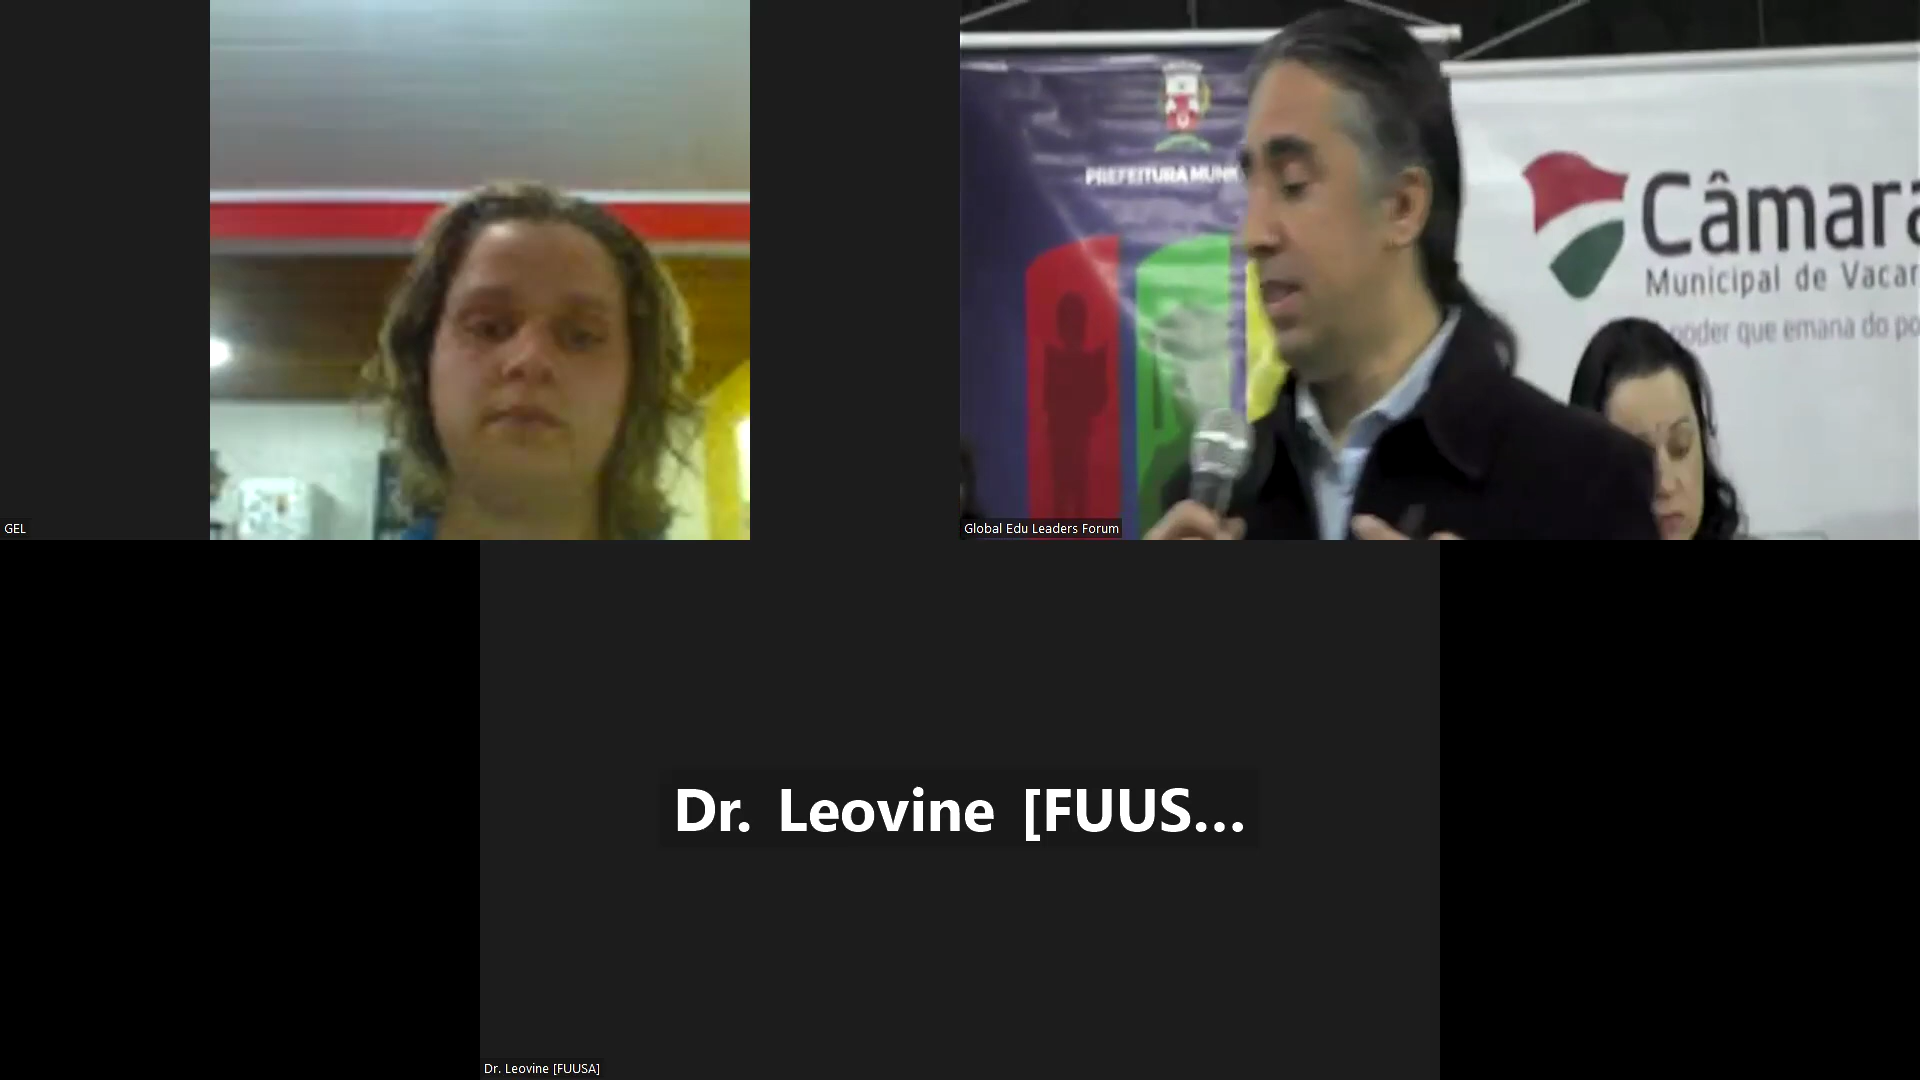 PREFEITURA MUNI
Câmara
Municipal de Vacar
poder que emana do po
GEL
Global Edu Leaders Forum
Dr. Leovine [FUUS...
Dr. Leovine [FUUSA]